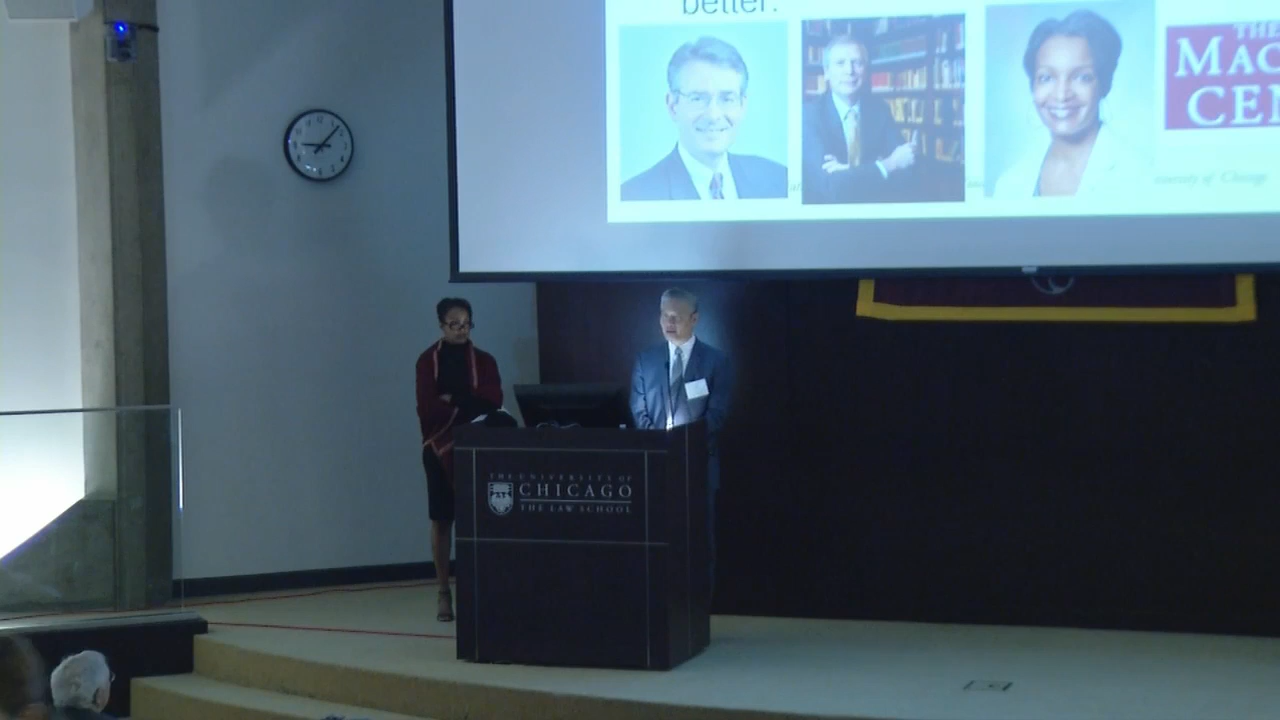 better.
THE
MAC
CEN
THE UNIVERSITY OF
CHICAGO
THE LAW SCHOOL